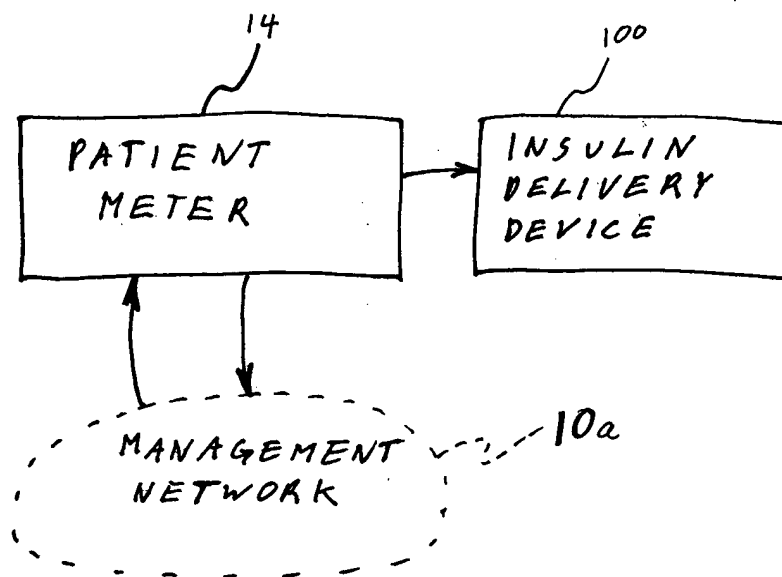 14
100
PATIENT
METER
INSULIN
DELIVERY
DEVICE
MANAGEMENT
NETWORK
10a